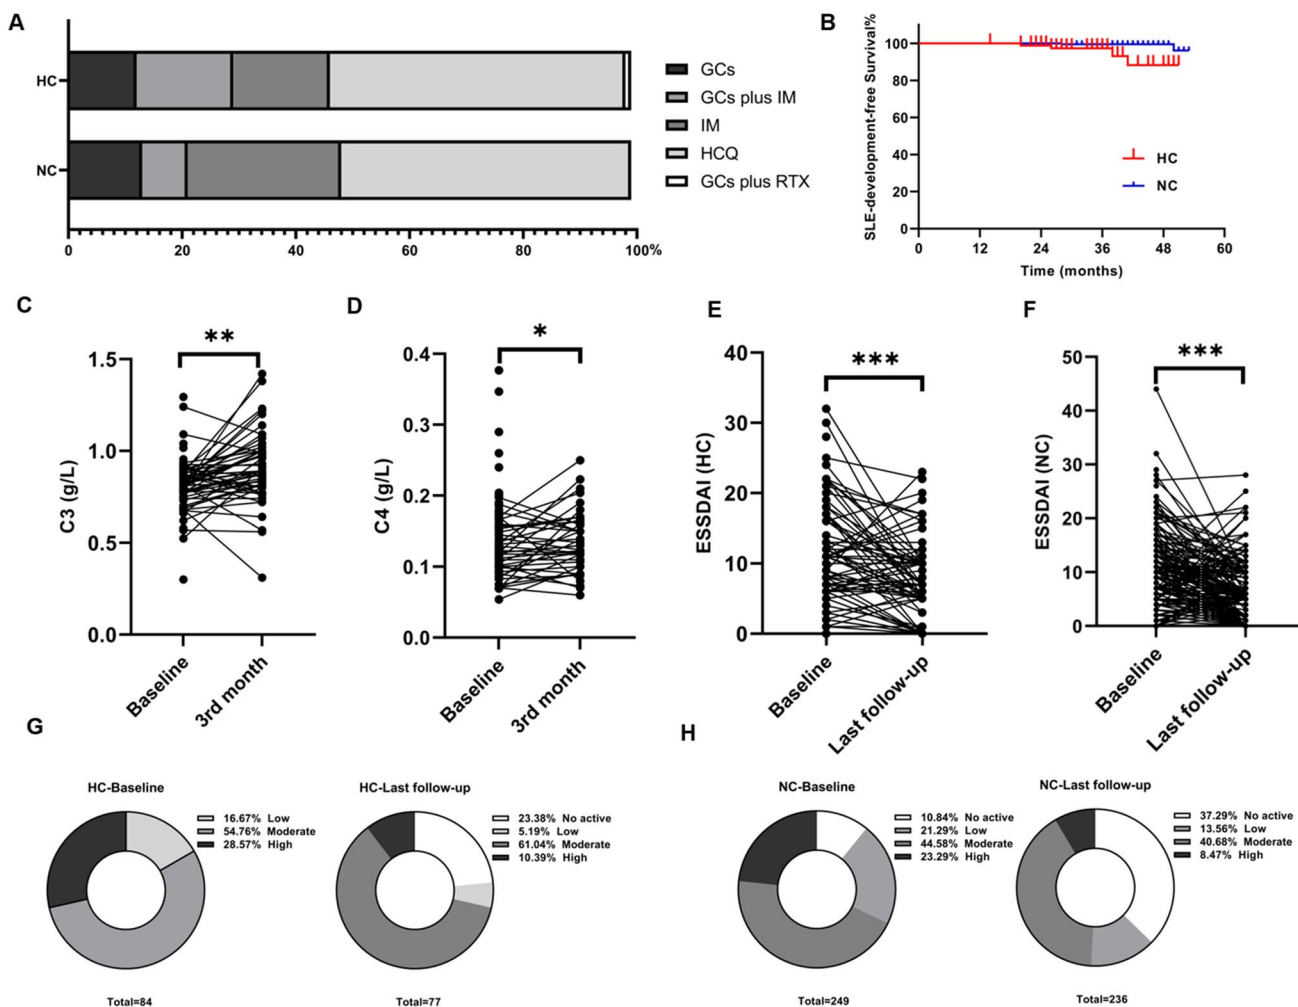 A
HC
NC
0
20
40
60
80
100%
GCs
GCs plus IM
IM
HCQ
GCs plus RTX
B
SLE-development-free Survival%
100
80
60
40
20
0
HC
NC
0
12
24
36
48
60
Time (months)
C
**
C3 (g/L)
1.5
1.0
0.5
0.0
Baseline
3rd month
D
*
C4 (g/L)
0.4
0.3
0.2
0.1
0.0
Baseline
3rd month
E
***
ESSDAI (HC)
40
30
20
10
0
Baseline
Last follow-up
F
***
ESSDAI (NC)
50
40
30
20
10
0
Baseline
Last follow-up
G
HC-Baseline
16.67% Low
54.76% Moderate
28.57% High
Total=84
HC-Last follow-up
23.38% No active
5.19% Low
61.04% Moderate
10.39% High
Total=77
H
NC-Baseline
10.84% No active
21.29% Low
44.58% Moderate
23.29% High
Total=249
NC-Last follow-up
37.29% No active
13.56% Low
40.68% Moderate
8.47% High
Total=236